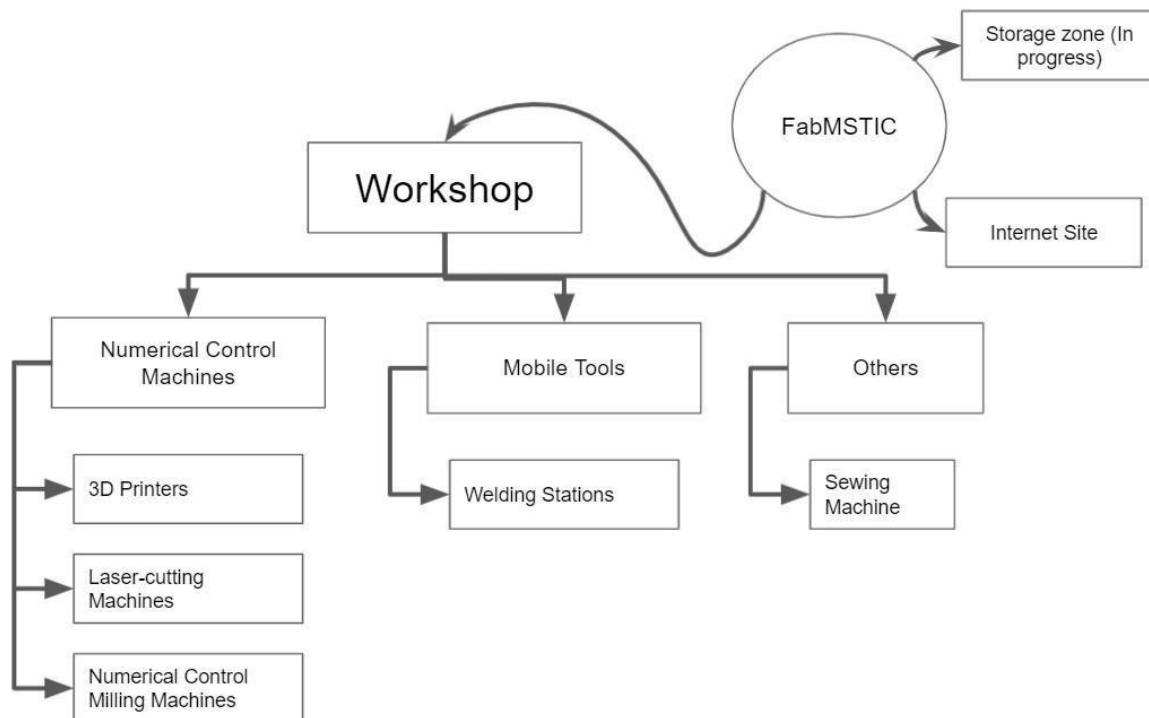 Storage zone (In
progress)
FabMSTIC
Workshop
Internet Site
Numerical Control
Machines
Mobile Tools
Others
3D Printers
Welding Stations
Sewing
Machine
Laser-cutting
Machines
Numerical Control
Milling Machines